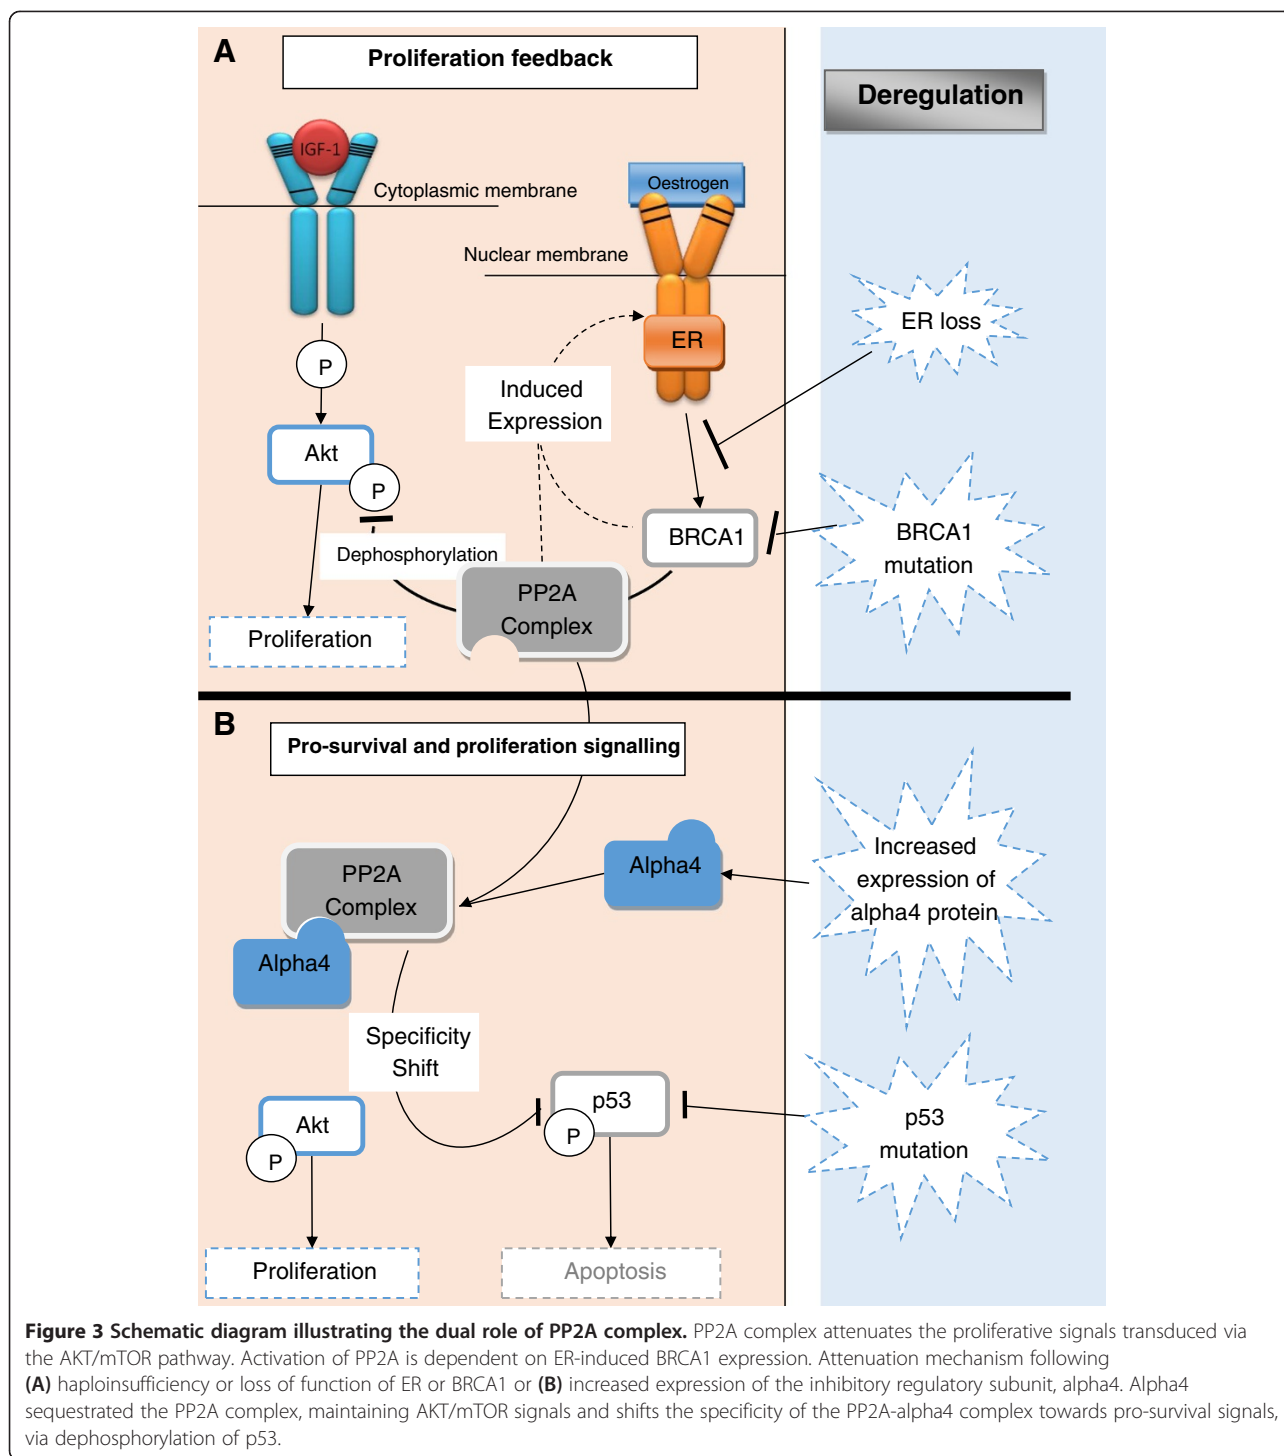 A
Proliferation feedback
Deregulation
IGF-1
Cytoplasmic membrane
Oestrogen
Nuclear membrane
ER
ER loss
P
Induced
Expression
Akt
P
BRCA1
BRCA1
mutation
Dephosphorylation
PP2A
Complex
Proliferation
B
Pro-survival and proliferation signalling
PP2A
Complex
Alpha4
Alpha4
Increased
expression of
alpha4 protein
Specificity
Shift
Akt
P
p53
P
p53
mutation
Proliferation
Apoptosis
Figure 3 Schematic diagram illustrating the dual role of PP2A complex. PP2A complex attenuates the proliferative signals transduced via
the AKT/mTOR pathway. Activation of PP2A is dependent on ER-induced BRCA1 expression. Attenuation mechanism following
(A) haploinsufficiency or loss of function of ER or BRCA1 or (B) increased expression of the inhibitory regulatory subunit, alpha4. Alpha4
sequestrated the PP2A complex, maintaining AKT/mTOR signals and shifts the specificity of the PP2A-alpha4 complex towards pro-survival signals,
via dephosphorylation of p53.